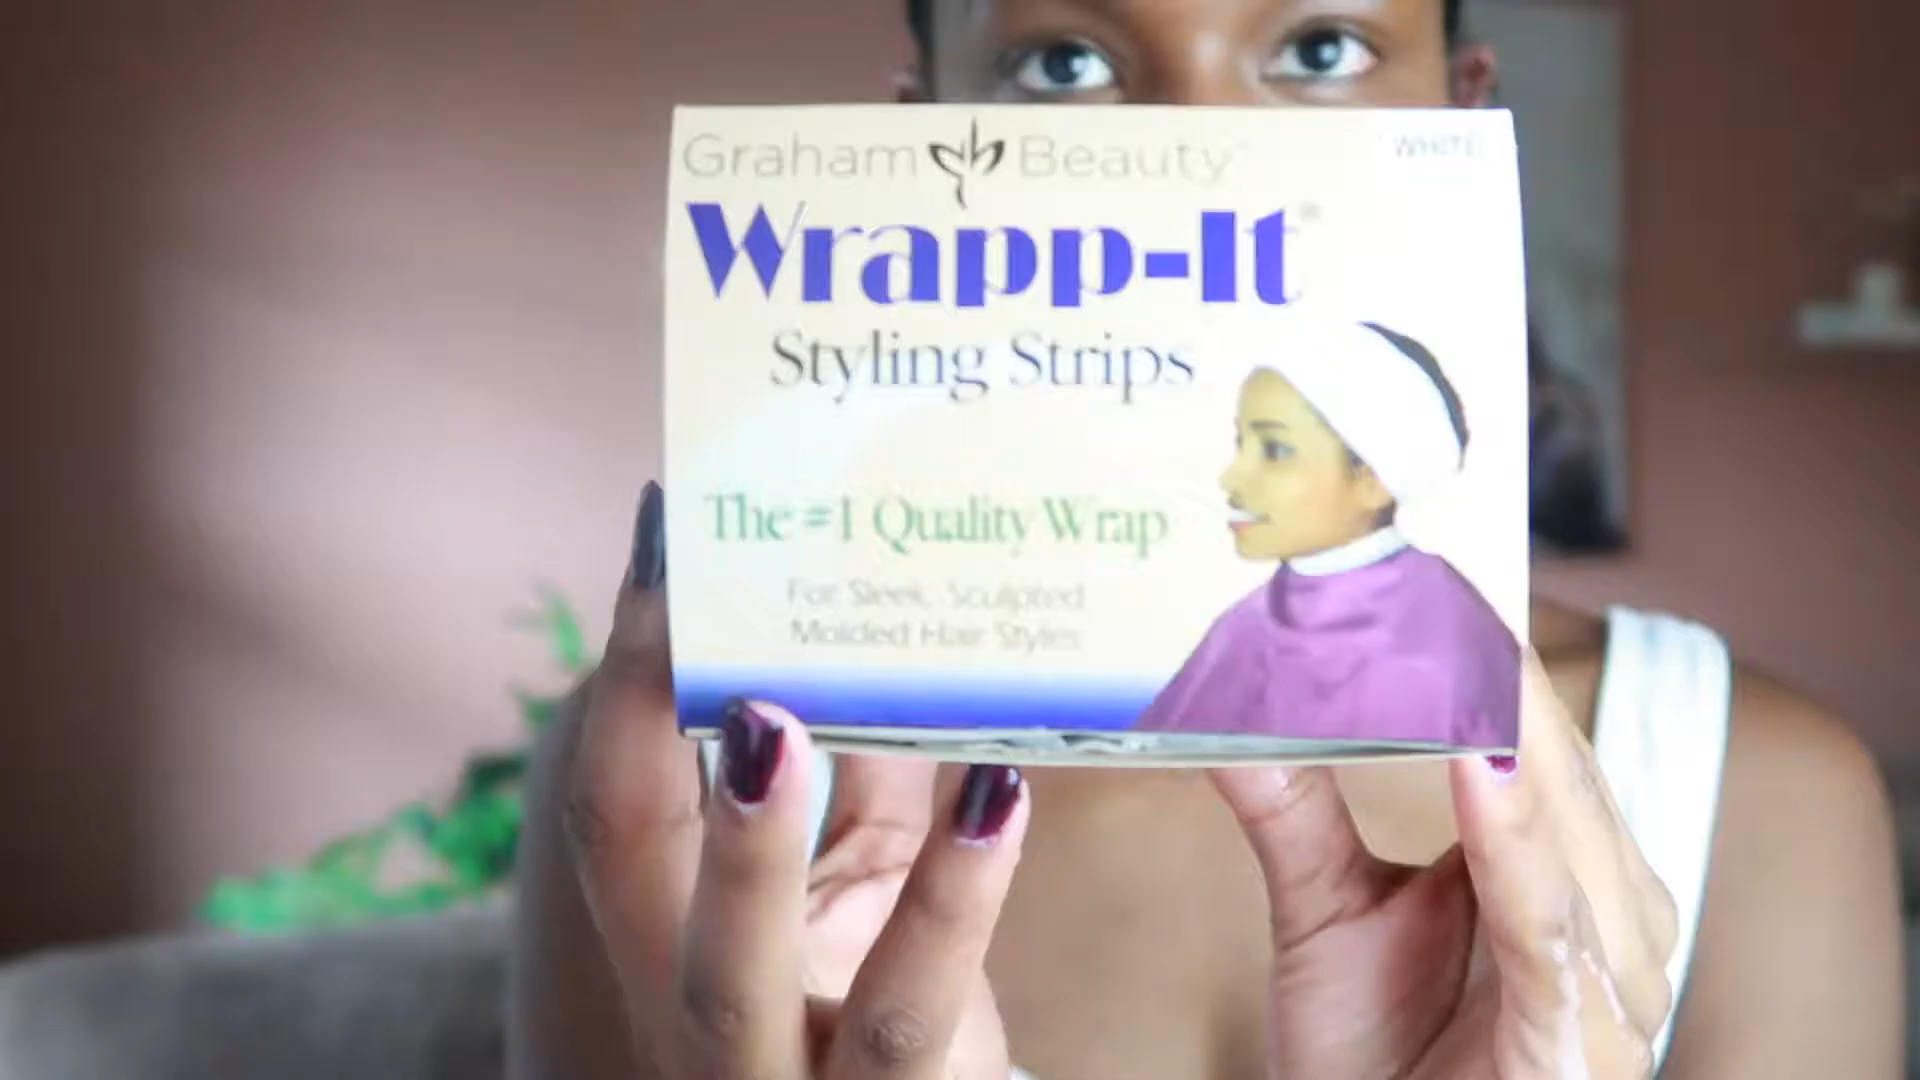 Graham Beauty
WHITE
Wrapp-It®
Styling Strips
The #1 Quality Wrap
For Sleek, Sculpted
Molded Hair Styles